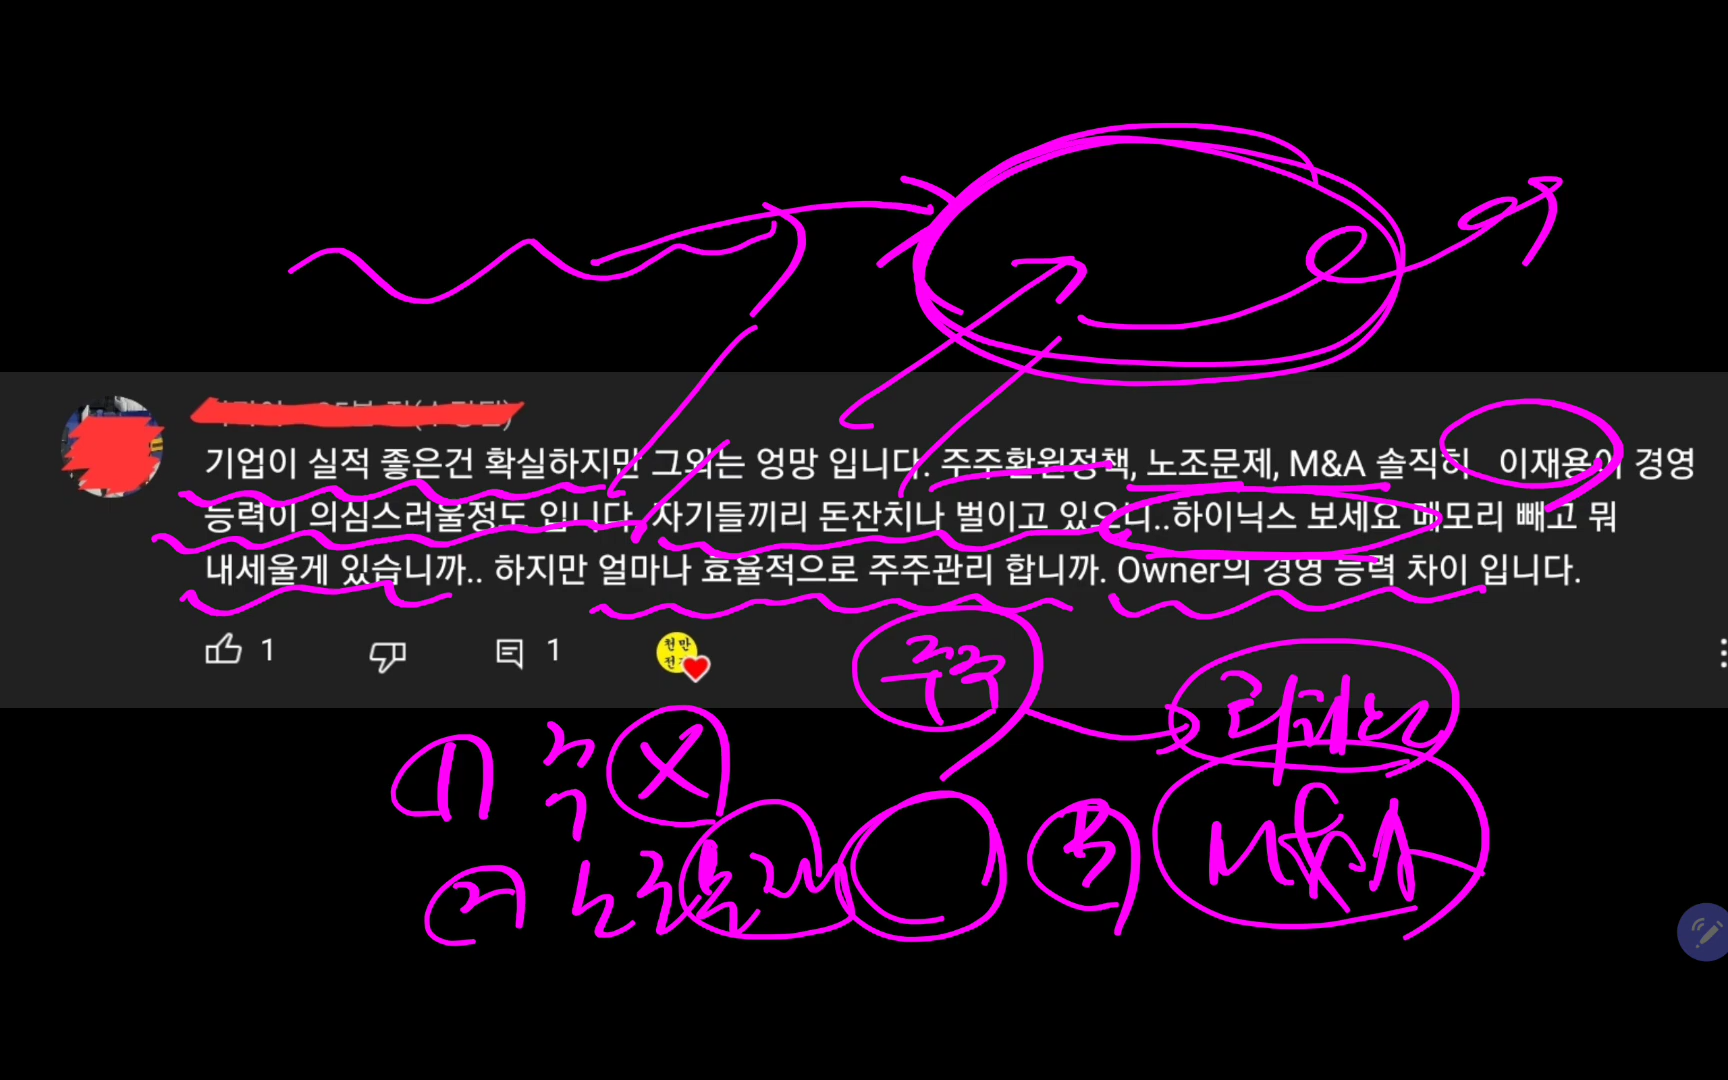 기업이 실적 좋은건 확실하지만 그외는 엉망 입니다. 주주환원정책, 노조문제, M&A 솔직히 이재용이 경영
능력이 의심스러울정도 입니다. 자기들끼리 돈잔치나 벌이고 있으니..하이닉스 보세요 메모리 빼고 뭐
내세울게 있습니까.. 하지만 얼마나 효율적으로 주주관리 합니까. Owner의 경영 능력 차이 입니다.
1 1
주주
① X
②
M&A